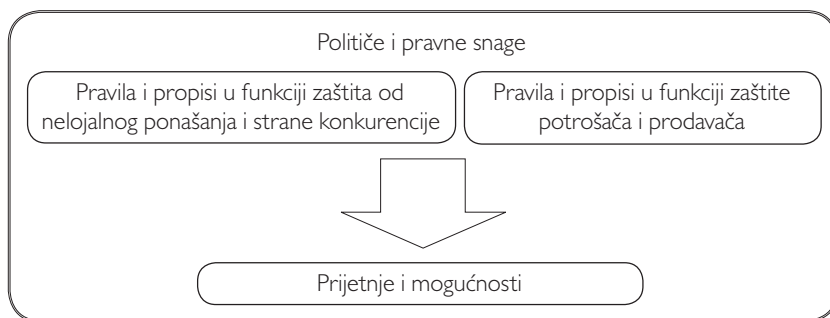 Političe i pravne snage
Pravila i propisi u funkciji zaštita od
nelojalnog ponašanja i strane konkurencije
Pravila i propisi u funkciji zaštite
potrošača i prodavača
Prijetnje i mogućnosti